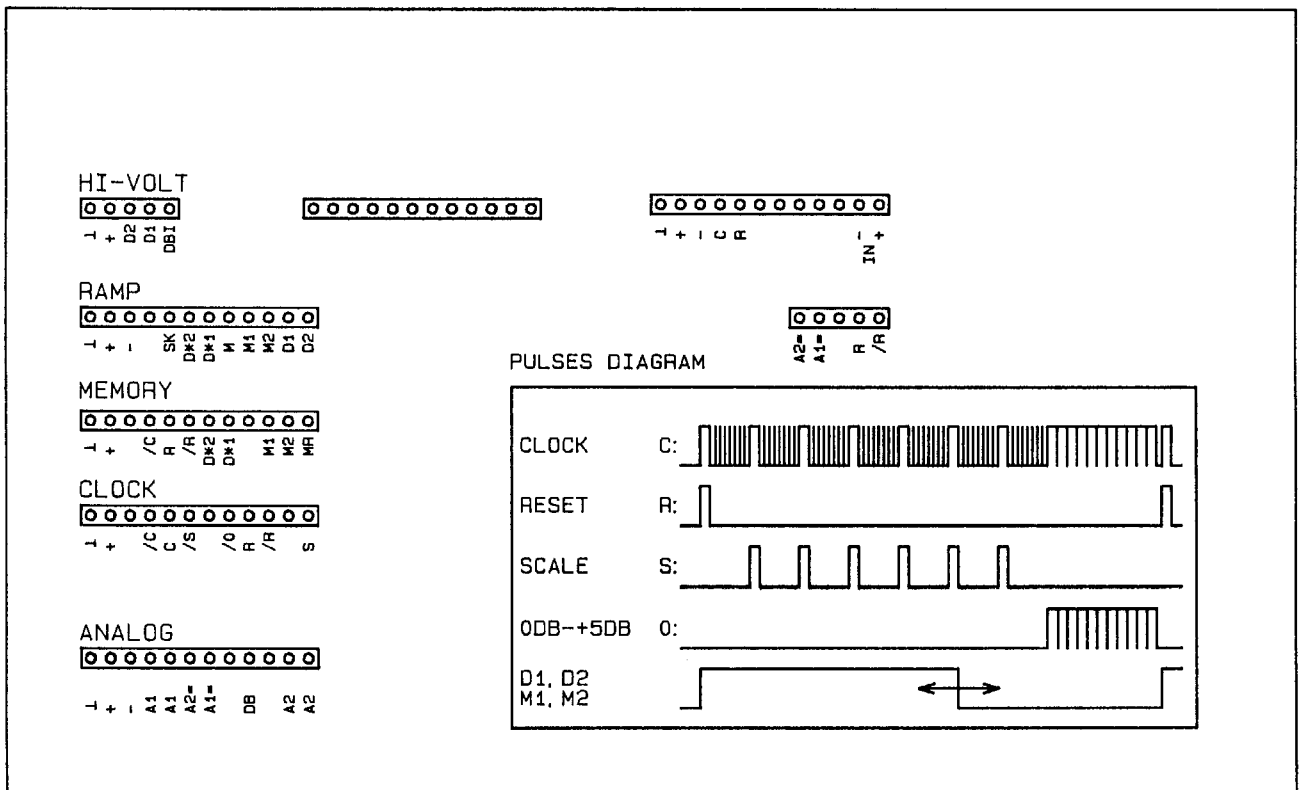 HI-VOLT
⊥ + D2 D1 DBI
⊥ + - C R - IN +
RAMP
⊥ + - SK D*2 D*1 M M1 M2 D1 D2
A2= A1= R /R
PULSES DIAGRAM
MEMORY
⊥ + /C R /R D*2 D*1 M1 M2 MR
CLOCK C:
CLOCK
RESET R:
⊥ + /C C /S /O R /R S
SCALE S:
ANALOG
0DB-+5DB O:
⊥ + - A1 A1 A2= A1= DB A2 A2
D1, D2
M1, M2